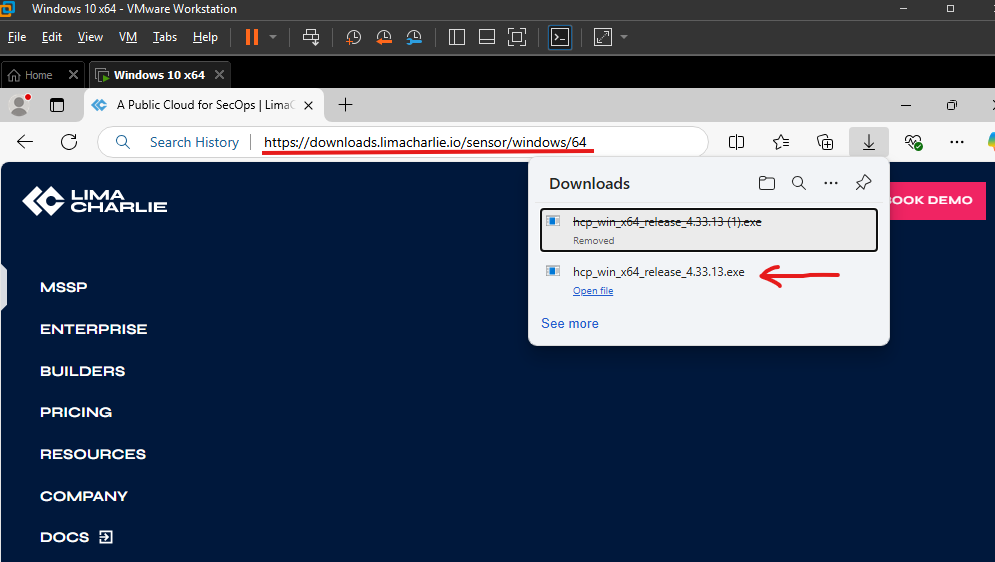 Windows 10 x64 - VMware Workstation
File Edit View VM Tabs Help
Home Windows 10 x64
A Public Cloud for SecOps | LimaC
Search History https://downloads.limacharlie.io/sensor/windows/64
Downloads
LIMA
CHARLIE
BOOK DEMO
hcp_win_x64_release_4.33.13 (1).exe
Removed
hcp_win_x64_release_4.33.13.exe
Open file
See more
MSSP
ENTERPRISE
BUILDERS
PRICING
RESOURCES
COMPANY
DOCS